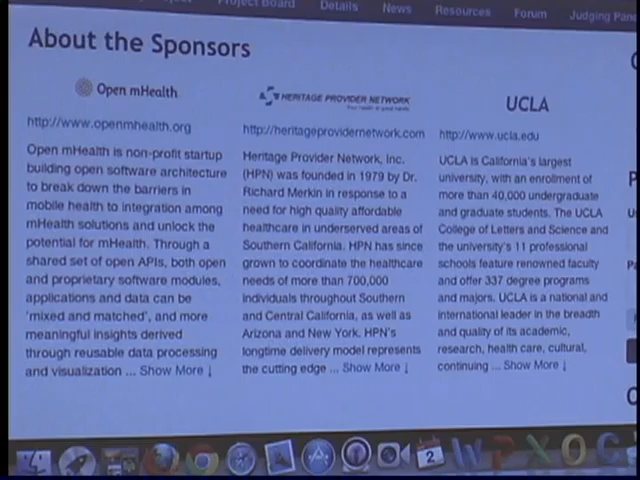 Project Board Details News Resources Forum Judging Pan
About the Sponsors
Open mHealth
http://www.openmhealth.org
Open mHealth is non-profit startup
building open software architecture
to break down the barriers in
mobile health to integration among
mHealth solutions and unlock the
potential for mHealth. Through a
shared set of open APIs, both open
and proprietary software modules,
applications and data can be
'mixed and matched', and more
meaningful insights derived
through reusable data processing
and visualization ... Show More ↓
HERITAGE PROVIDER NETWORK
http://heritageprovidernetwork.com
Heritage Provider Network, Inc.
(HPN) was founded in 1979 by Dr.
Richard Merkin in response to a
need for high quality affordable
healthcare in underserved areas of
Southern California. HPN has since
grown to coordinate the healthcare
needs of more than 700,000
individuals throughout Southern
and Central California, as well as
Arizona and New York. HPN's
longtime delivery model represents
the cutting edge ... Show More ↓
UCLA
http://www.ucla.edu
UCLA is California's largest
university, with an enrollment of
more than 40,000 undergraduate
and graduate students. The UCLA
College of Letters and Science and
the university's 11 professional
schools feature renowned faculty
and offer 337 degree programs
and majors. UCLA is a national and
international leader in the breadth
and quality of its academic,
research, health care, cultural,
continuing ... Show More ↓
2